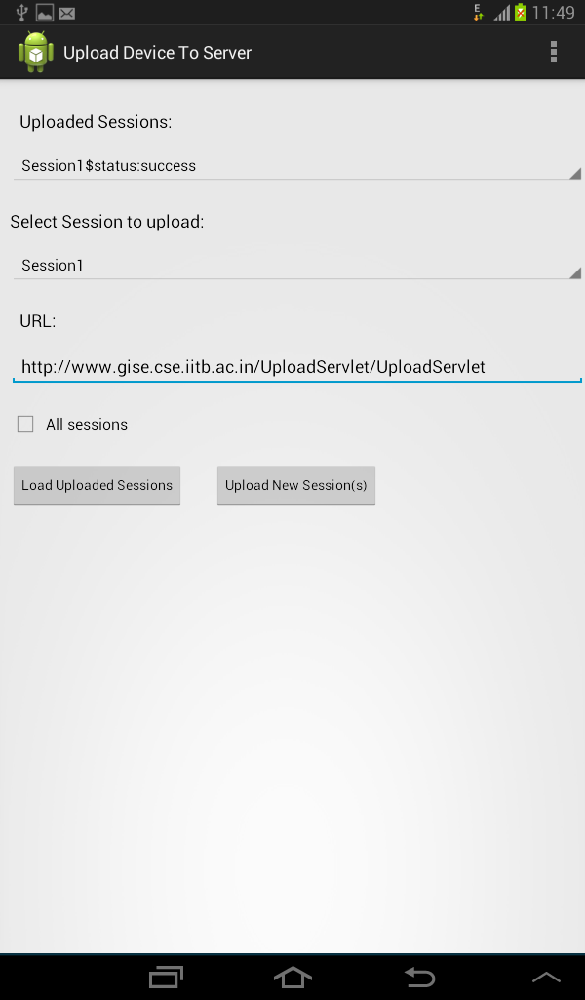 E
11:49
Upload Device To Server
Uploaded Sessions:
Session1$status:success
Select Session to upload:
Session1
URL:
http://www.gise.cse.iitb.ac.in/UploadServlet/UploadServlet
All sessions
Load Uploaded Sessions
Upload New Session(s)